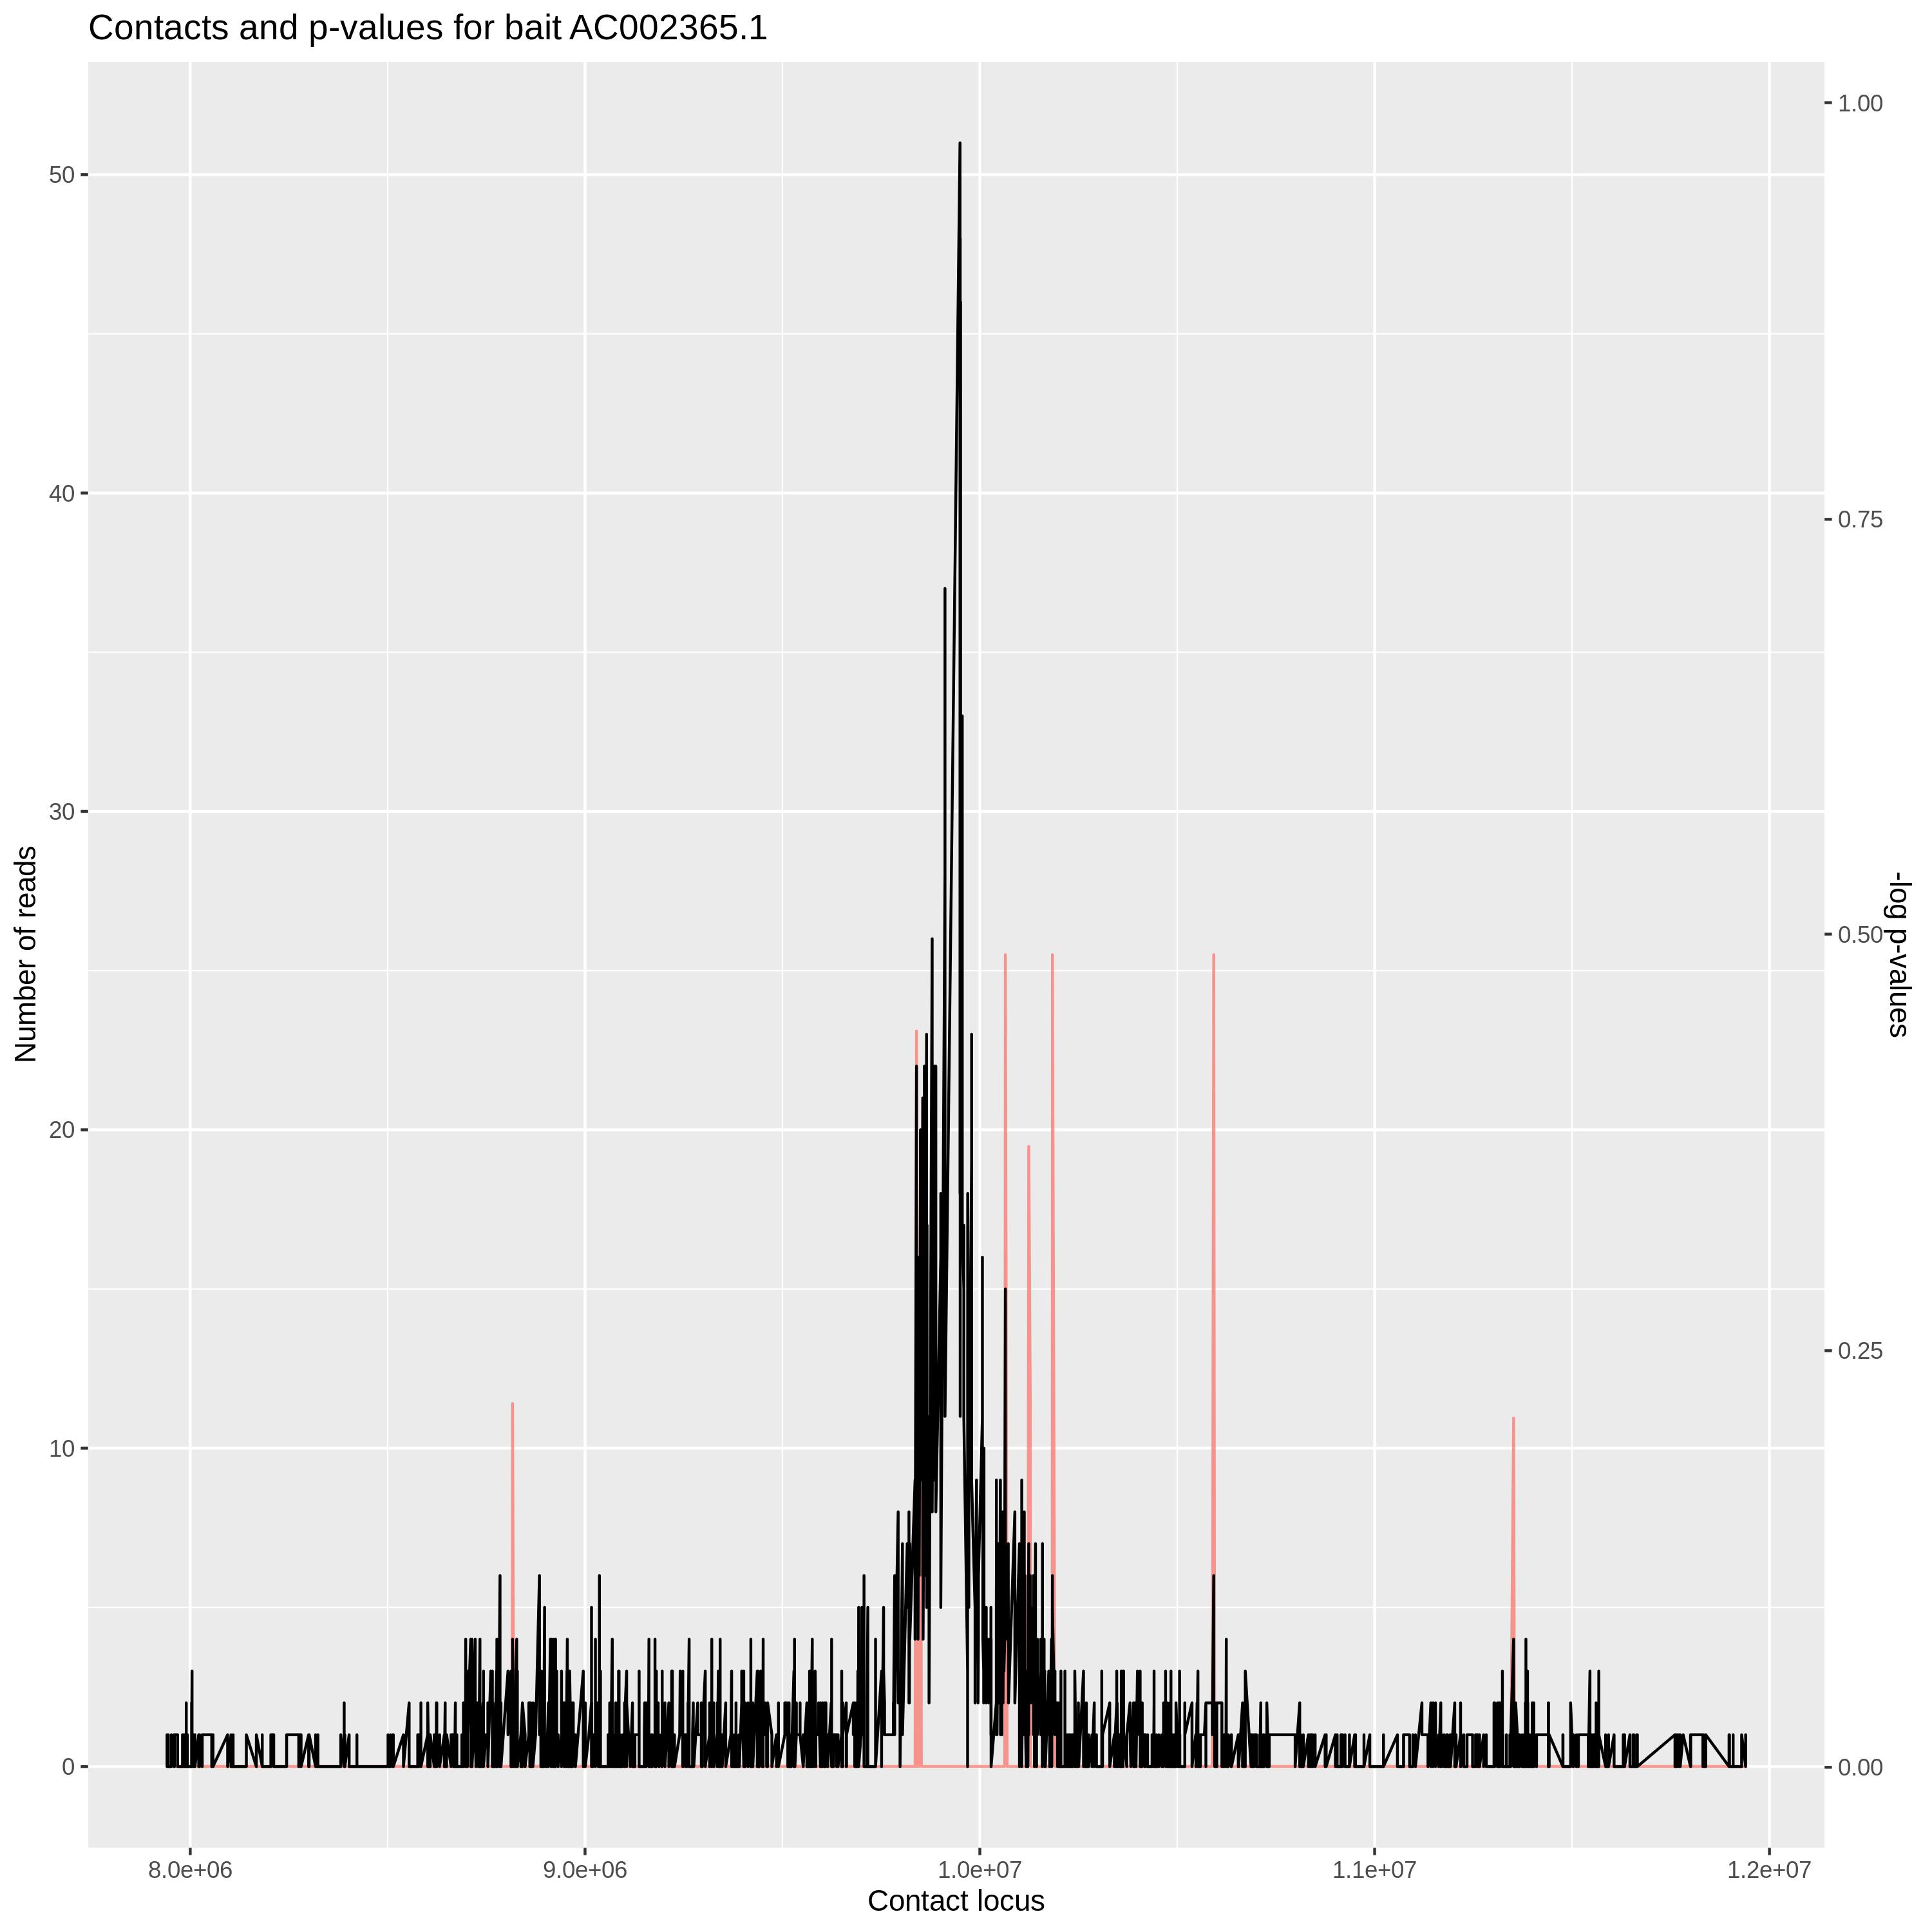 Contacts and p-values for bait AC002365.1
50
40
30
20
10
0
Number of reads
1.00
0.75
0.50
0.25
0.00
-log p-values
8.0e+06
9.0e+06
1.0e+07
1.1e+07
1.2e+07
Contact locus